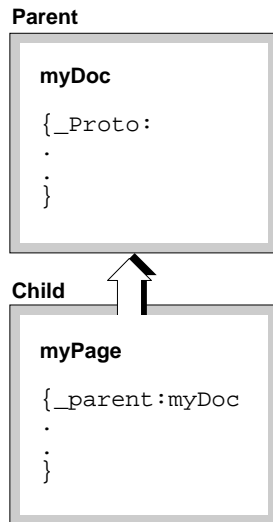 Parent
myDoc
{_Proto:
.
.
}
Child
myPage
{_parent:myDoc
.
.
}